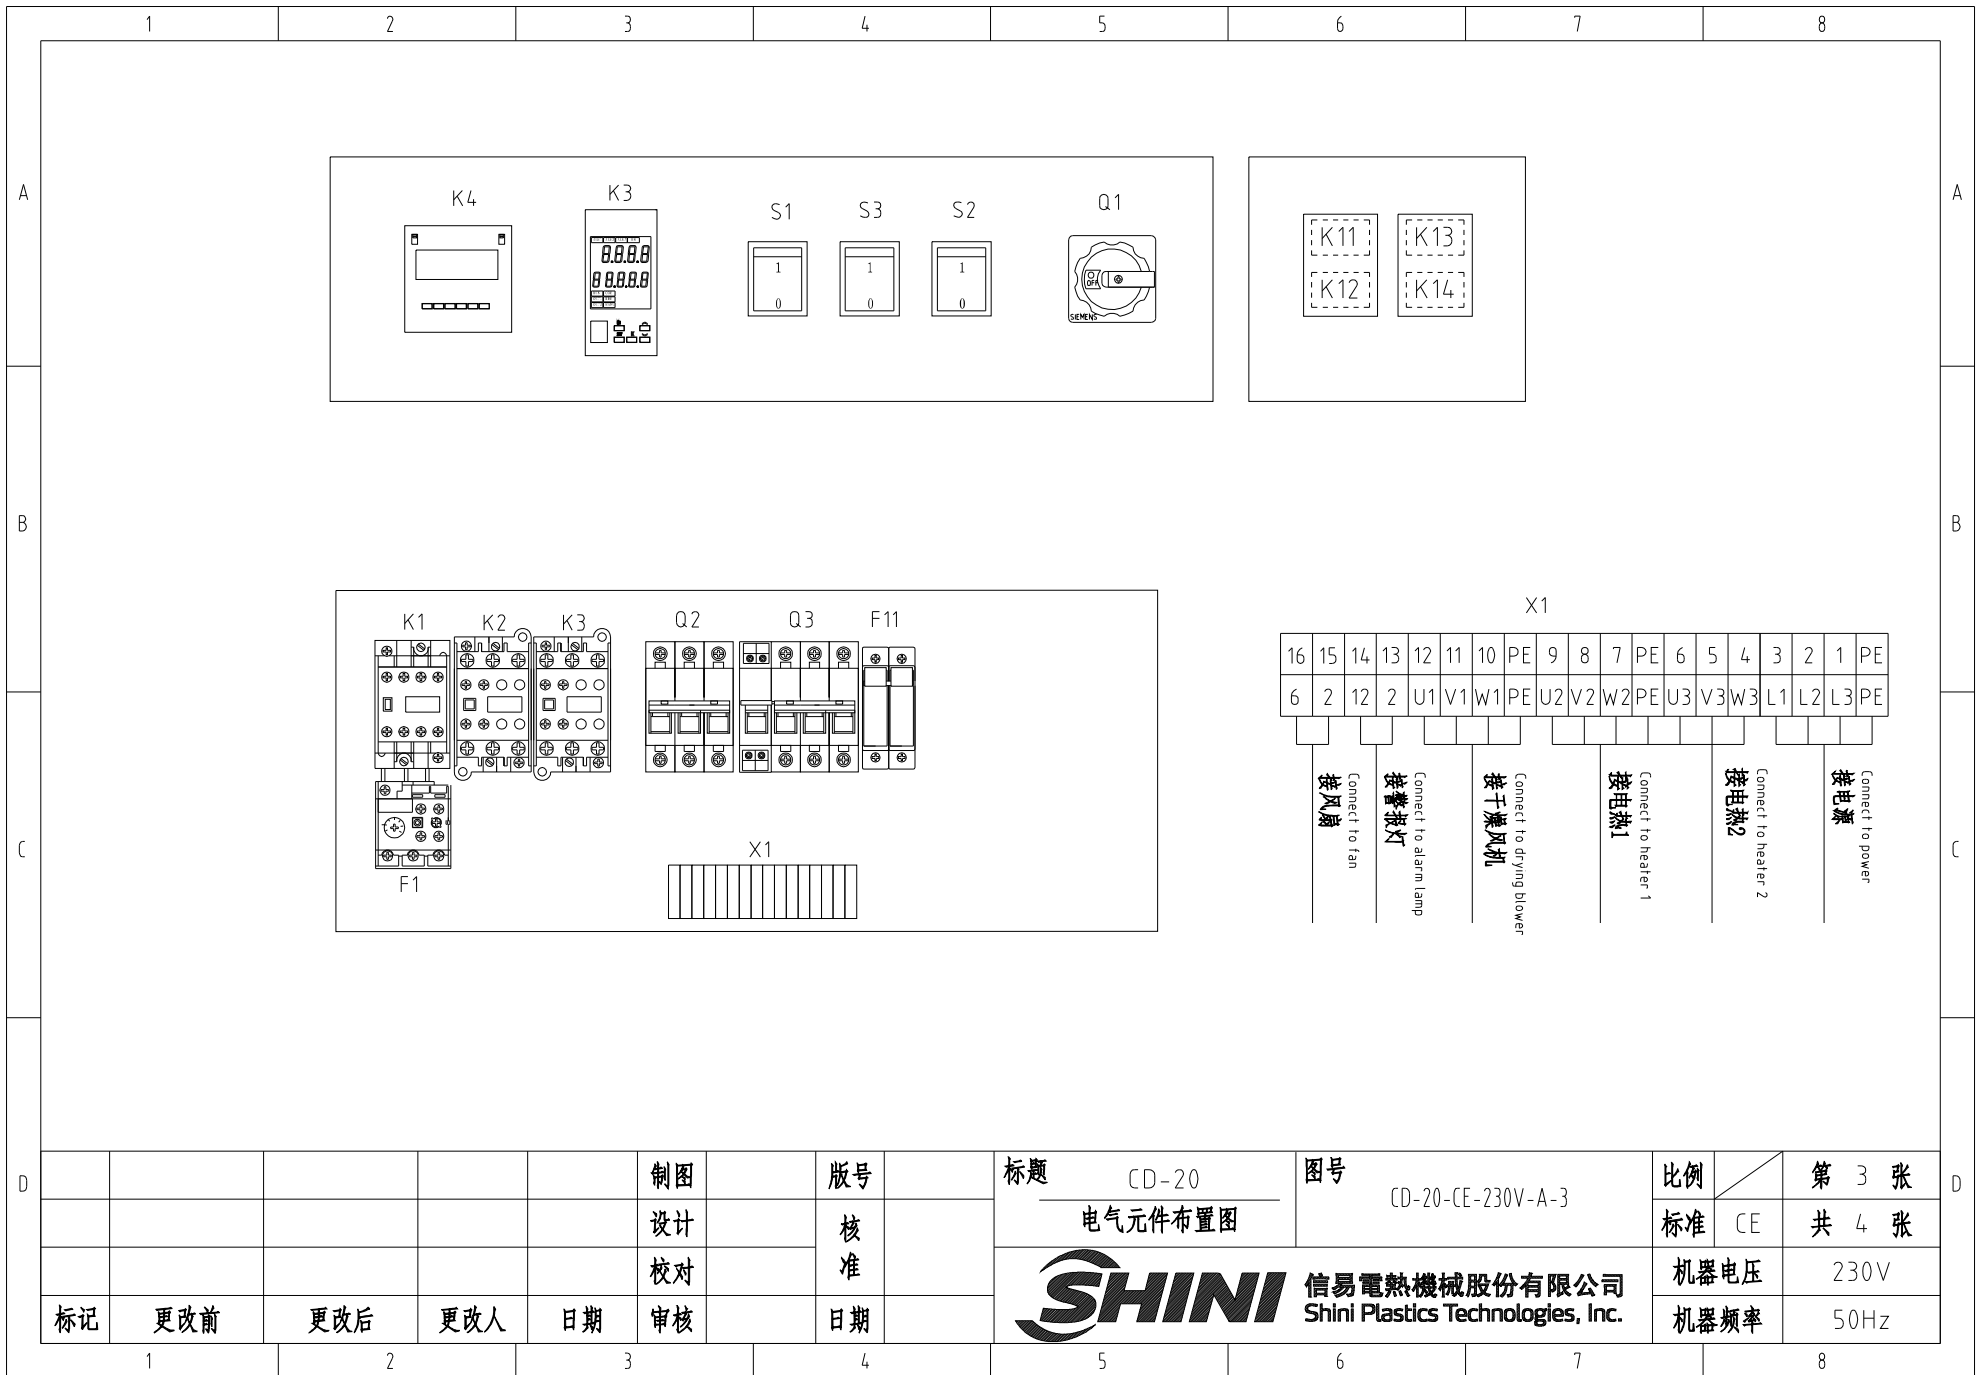 1 2 3 4 5 6 7 8
A A
K4 K3 S1 S3 S2 Q1
1 1 1
0 0 0
8.8.8.8
88.8.8.8
O
OFF
SIEMENS
K11 K13
K12 K14
B B
K1 K2 K3 Q2 Q3 F11
F1
X1
X1
16 15 14 13 12 11 10 PE 9 8 7 PE 6 5 4 3 2 1 PE
6 2 12 2 U1 V1 W1 PE U2 V2 W2 PE U3 V3 W3 L1 L2 L3 PE
接风扇
Connect to fan
接警报灯
Connect to alarm lamp
接干燥风机
Connect to drying blower
接电热1
Connect to heater 1
接电热2
Connect to heater 2
接电源
Connect to power
C C
D D
制图 版号
设计 核准
校对
标记 更改前 更改后 更改人 日期 审核 日期
标题 CD-20
电气元件布置图
图号 CD-20-CE-230V-A-3
比例 第 3 张
标准 CE 共 4 张
机器电压 230V
机器频率 50Hz
SHINI
信易電熱機械股份有限公司
Shini Plastics Technologies, Inc.
1 2 3 4 5 6 7 8